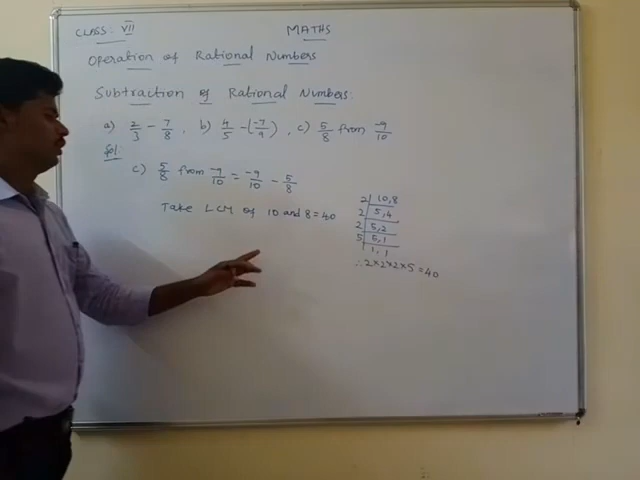 CLASS: VII
MATHS
Operation of Rational Numbers
Subtraction of Rational Numbers:
a) 2/3 - 7/8, b) 4/5 - (-7/9), c) 5/8 from -9/10
Sol:
c) 5/8 from -9/10 = -9/10 - 5/8
Take LCM of 10 and 8 = 40
2 | 10, 8
2 | 5, 4
2 | 5, 2
5 | 5, 1
1, 1
∴ 2×2×2×5 = 40